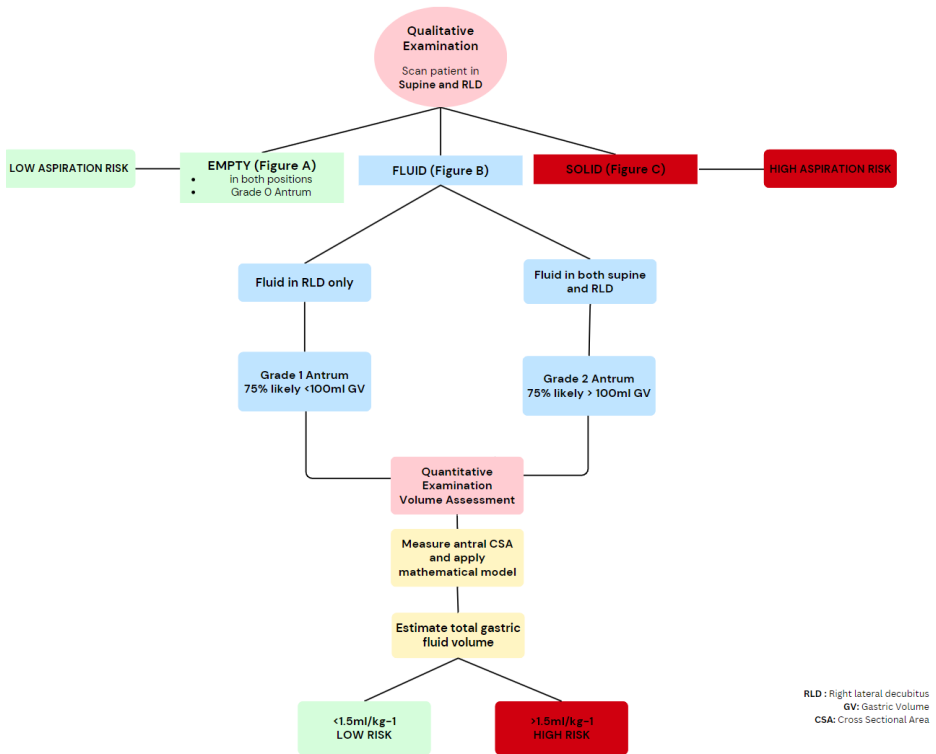 Qualitative
Examination
Scan patient in
Supine and RLD
LOW ASPIRATION RISK
EMPTY (Figure A)
• in both positions
• Grade 0 Antrum
FLUID (Figure B)
SOLID (Figure C)
HIGH ASPIRATION RISK
Fluid in RLD only
Fluid in both supine
and RLD
Grade 1 Antrum
75% likely <100ml GV
Grade 2 Antrum
75% likely > 100ml GV
Quantitative
Examination
Volume Assessment
Measure antral CSA
and apply
mathematical model
Estimate total gastric
fluid volume
<1.5ml/kg-1
LOW RISK
>1.5ml/kg-1
HIGH RISK
RLD : Right lateral decubitus
GV: Gastric Volume
CSA: Cross Sectional Area